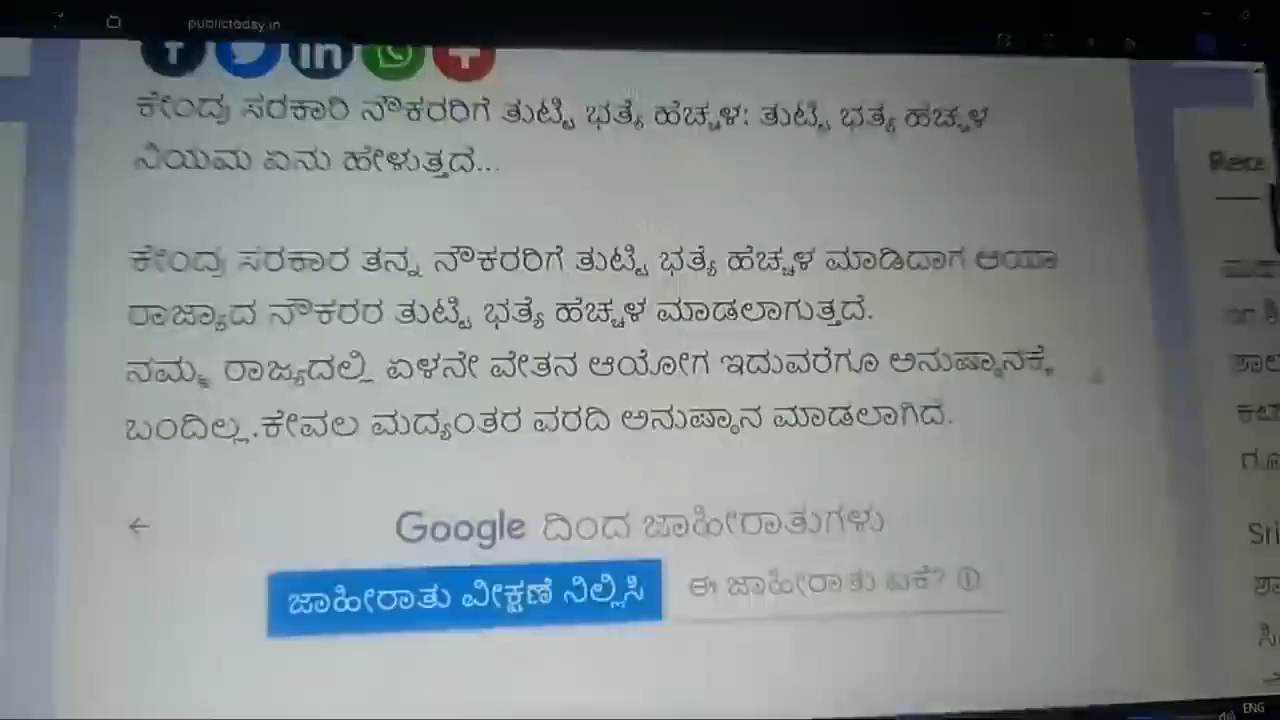 publictoday.in
ಕೇಂದ್ರ ಸರಕಾರಿ ನೌಕರರಿಗೆ ತುಟ್ಟಿ ಭತ್ಯೆ ಹೆಚ್ಚಳ: ತುಟ್ಟಿ ಭತ್ಯೆ ಹೆಚ್ಚಳ
ನಿಯಮ ಏನು ಹೇಳುತ್ತದೆ...
ಕೇಂದ್ರ ಸರಕಾರ ತನ್ನ ನೌಕರರಿಗೆ ತುಟ್ಟಿ ಭತ್ಯೆ ಹೆಚ್ಚಳ ಮಾಡಿದಾಗ ಆಯಾ
ರಾಜ್ಯಾದ ನೌಕರರ ತುಟ್ಟಿ ಭತ್ಯೆ ಹೆಚ್ಚಳ ಮಾಡಲಾಗುತ್ತದೆ.
ನಮ್ಮ ರಾಜ್ಯದಲ್ಲಿ ಏಳನೇ ವೇತನ ಆಯೋಗ ಇದುವರೆಗೂ ಅನುಷ್ಠಾನಕ್ಕೆ
ಬಂದಿಲ್ಲ.ಕೇವಲ ಮದ್ಯಂತರ ವರದಿ ಅನುಷ್ಠಾನ ಮಾಡಲಾಗಿದೆ.
Google ದಿಂದ ಜಾಹೀರಾತುಗಳು
ಜಾಹೀರಾತು ವೀಕ್ಷಣೆ ನಿಲ್ಲಿಸಿ
ಈ ಜಾಹೀರಾತು ಏಕೆ?
ENG